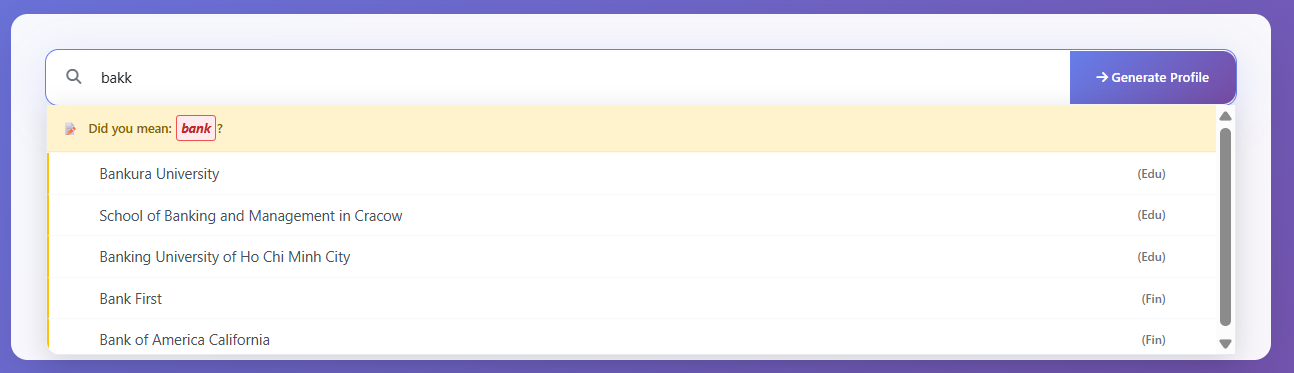 bakk
Generate Profile
Did you mean: bank ?
Bankura University (Edu)
School of Banking and Management in Cracow (Edu)
Banking University of Ho Chi Minh City (Edu)
Bank First (Fin)
Bank of America California (Fin)